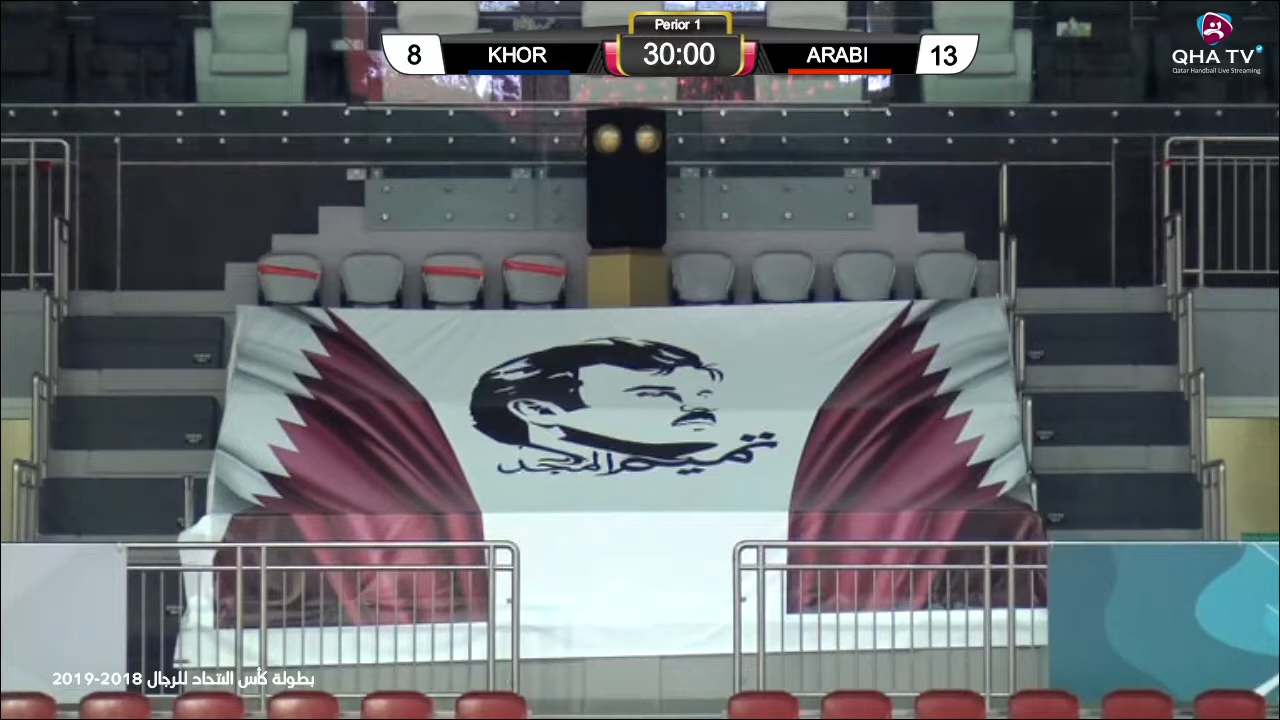 Perior 1
8 KHOR 30:00 ARABI 13
QHA TV
Qatar Handball Live Streaming
تميم المجد
بطولة كأس الاتحاد للرجال 2018-2019